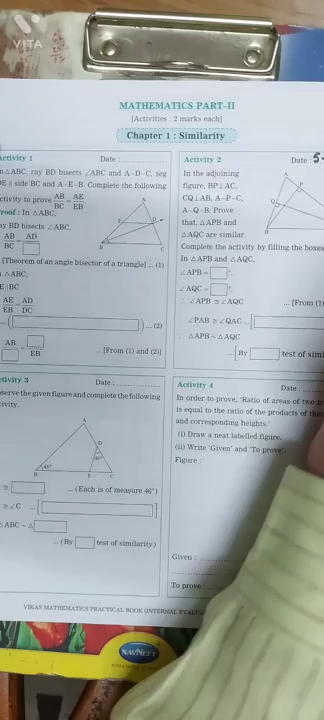 VITA
MATHEMATICS PART–II
[Activities : 2 marks each]
Chapter 1 : Similarity
Activity 1 Date :
△ABC, ray BD bisects ∠ABC and A–D–C, seg
DE ∥ side BC and A–E–B. Complete the following
activity to prove AB/BC = AE/EB
Proof : In △ABC,
ray BD bisects ∠ABC.
AB/BC = AD/
[Theorem of an angle bisector of a triangle] ... (1)
△ABC,
BC
AE/EB = AD/DC
... (2)
AB/ = /EB ... [From (1) and (2)]
A
E
D
B
C
Activity 2 Date : 5-
In the adjoining
figure, BP⊥AC,
CQ⊥AB, A–P–C,
A–Q–B. Prove
that, △APB and
△AQC are similar.
A
P
Q
B
Complete the activity by filling the boxes
In △APB and △AQC,
∠APB = °.
∠AQC = °.
∴ ∠APB ≅ ∠AQC ... [From (1)
∠PAB ≅ ∠QAC ... [
△APB ~ △AQC
... [By test of
Activity 3 Date :
observe the given figure and complete the following
activity.
A
D
46°
46°
B
E
C
≅ ... (Each is of measure 46°)
≅ ∠C ... [ ]
△ABC ~ △
... (By test of similarity)
Activity 4 Date :
In order to prove, 'Ratio of areas of two
is equal to the ratio of the products of
and corresponding heights.'
(i) Draw a neat labelled figure.
(ii) Write 'Given' and 'To prove'.
Figure :
Given :
To prove :
VIKAS MATHEMATICS PRACTICAL BOOK (INTERNAL
NAVNEET